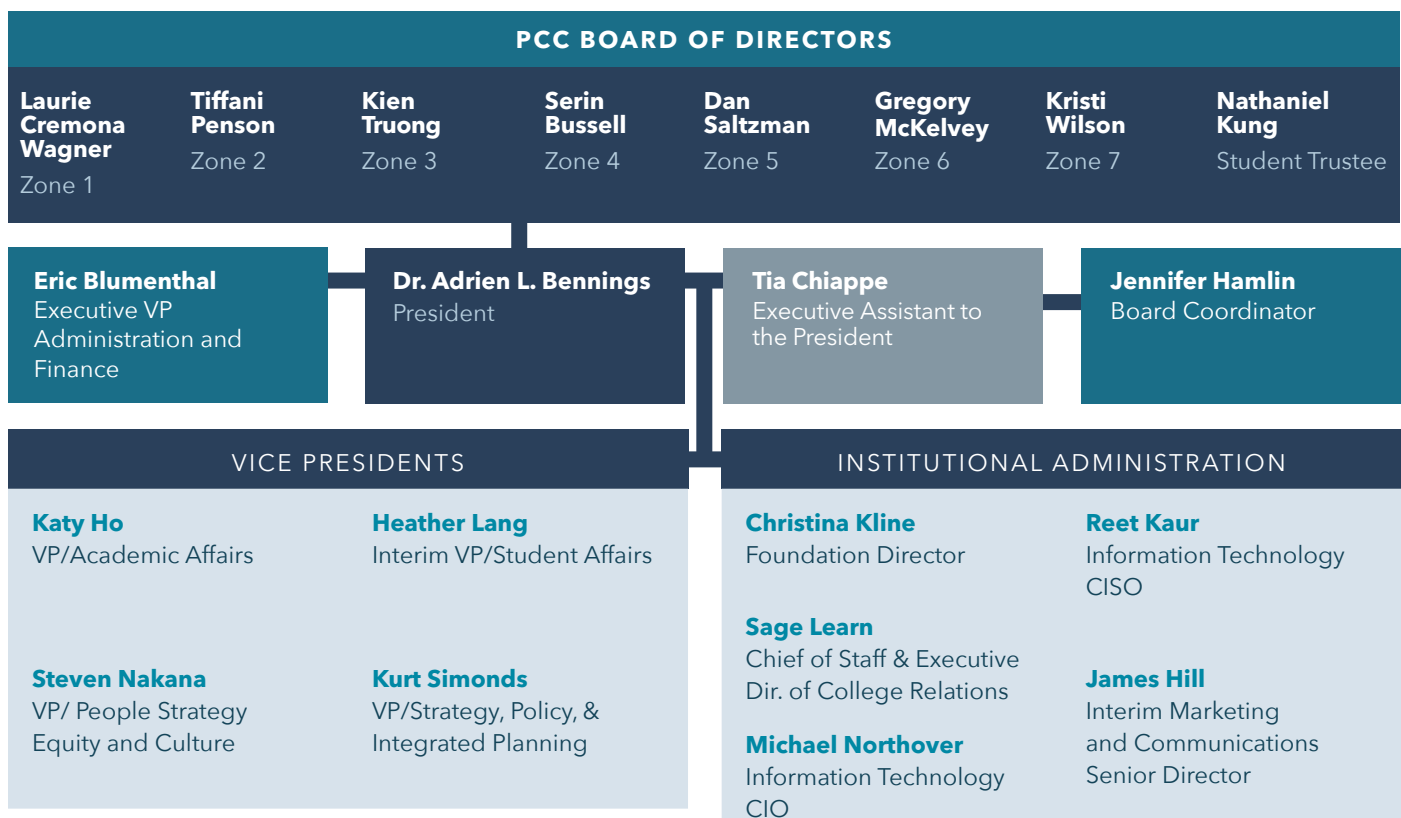 PCC BOARD OF DIRECTORS
Laurie
Cremona
Wagner
Zone 1
Tiffani
Penson
Zone 2
Kien
Truong
Zone 3
Serin
Bussell
Zone 4
Dan
Saltzman
Zone 5
Gregory
McKelvey
Zone 6
Kristi
Wilson
Zone 7
Nathaniel
Kung
Student Trustee
Eric Blumenthal
Executive VP
Administration and
Finance
Dr. Adrien L. Bennings
President
Tia Chiappe
Executive Assistant to
the President
Jennifer Hamlin
Board Coordinator
VICE PRESIDENTS
Katy Ho
VP/Academic Affairs
Heather Lang
Interim VP/Student Affairs
Steven Nakana
VP/ People Strategy
Equity and Culture
Kurt Simonds
VP/Strategy, Policy, &
Integrated Planning
INSTITUTIONAL ADMINISTRATION
Christina Kline
Foundation Director
Sage Learn
Chief of Staff & Executive
Dir. of College Relations
Michael Northover
Information Technology
CIO
Reet Kaur
Information Technology
CISO
James Hill
Interim Marketing
and Communications
Senior Director